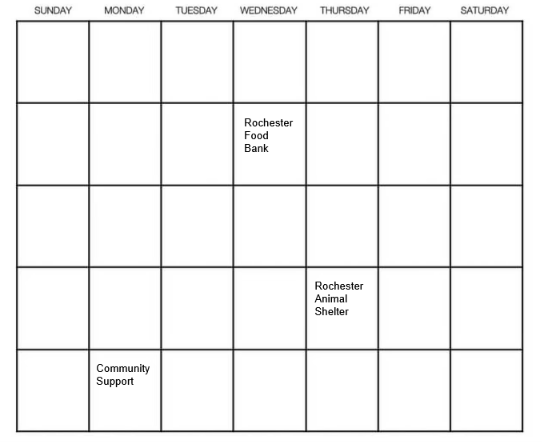 SUNDAY MONDAY TUESDAY WEDNESDAY THURSDAY FRIDAY SATURDAY
Rochester
Food
Bank
Rochester
Animal
Shelter
Community
Support